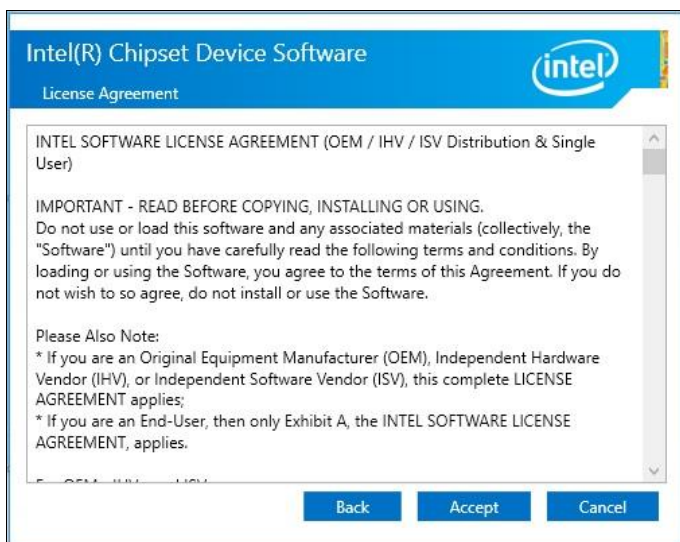 Intel(R) Chipset Device Software
intel
License Agreement
INTEL SOFTWARE LICENSE AGREEMENT (OEM / IHV / ISV Distribution & Single
User)
IMPORTANT - READ BEFORE COPYING, INSTALLING OR USING.
Do not use or load this software and any associated materials (collectively, the
"Software") until you have carefully read the following terms and conditions. By
loading or using the Software, you agree to the terms of this Agreement. If you do
not wish to so agree, do not install or use the Software.
Please Also Note:
* If you are an Original Equipment Manufacturer (OEM), Independent Hardware
Vendor (IHV), or Independent Software Vendor (ISV), this complete LICENSE
AGREEMENT applies;
* If you are an End-User, then only Exhibit A, the INTEL SOFTWARE LICENSE
AGREEMENT, applies.
Back
Accept
Cancel